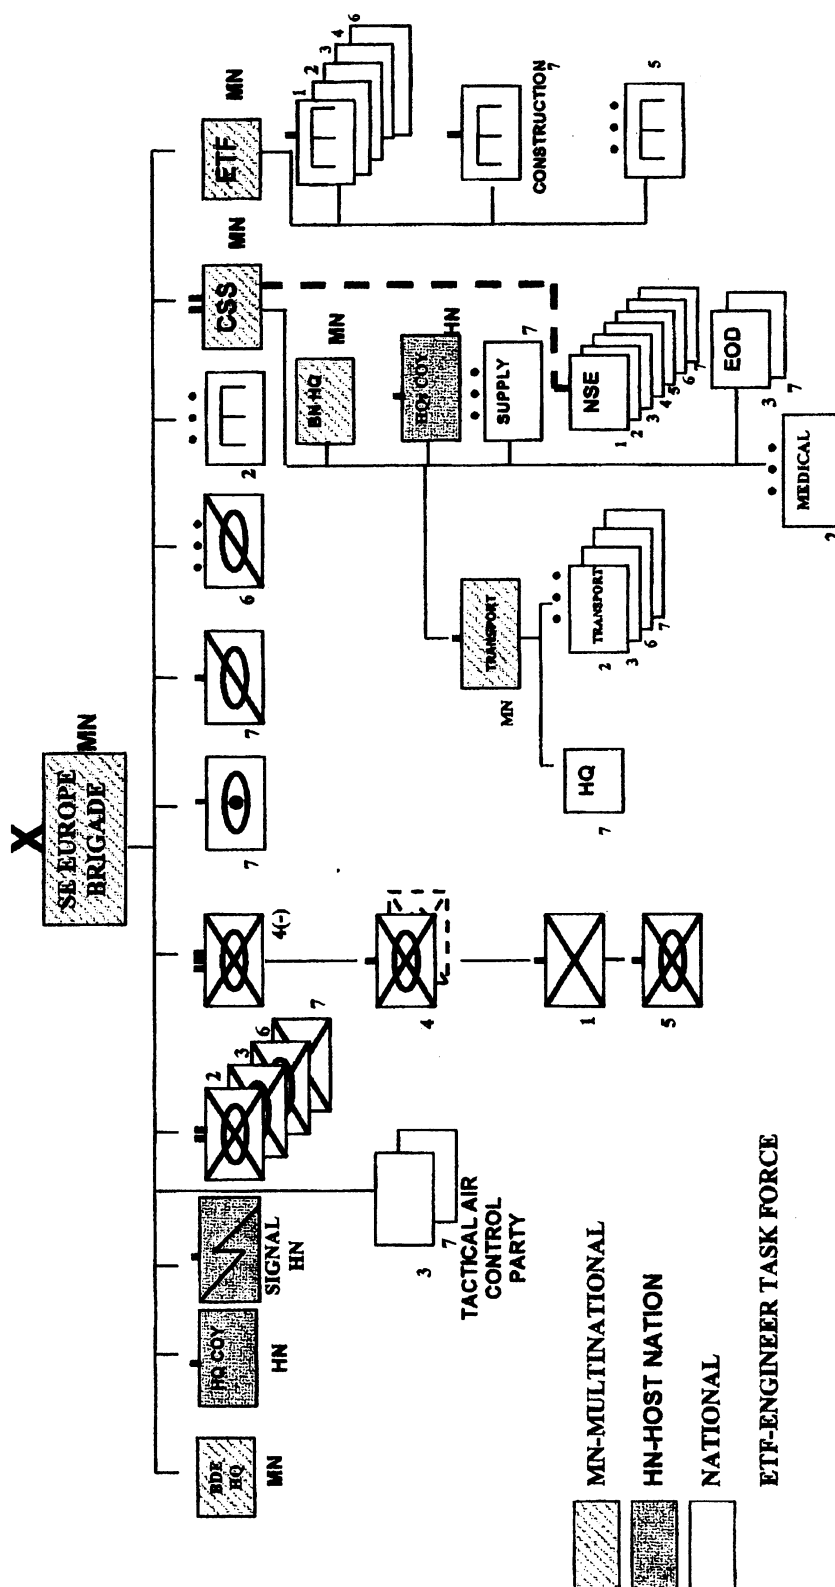 X
SE EUROPE
BRIGADE
MN
BDE
HQ
MN
HQ COY
HN
SIGNAL
HN
3
7
TACTICAL AIR
CONTROL
PARTY
2
3
6
7
4(-)
4
1
5
7
7
6
2
CSS
MN
BN HQ
MN
HQ COY
HN
SUPPLY
7
NSE
1
2
3
4
5
6
7
EOD
3
7
MEDICAL
2
TRANSPORT
MN
HQ
7
TRANSPORT
2
3
6
7
ETF
MN
1
2
3
4
6
CONSTRUCTION
7
5
MN-MULTINATIONAL
HN-HOST NATION
NATIONAL
ETF-ENGINEER TASK FORCE